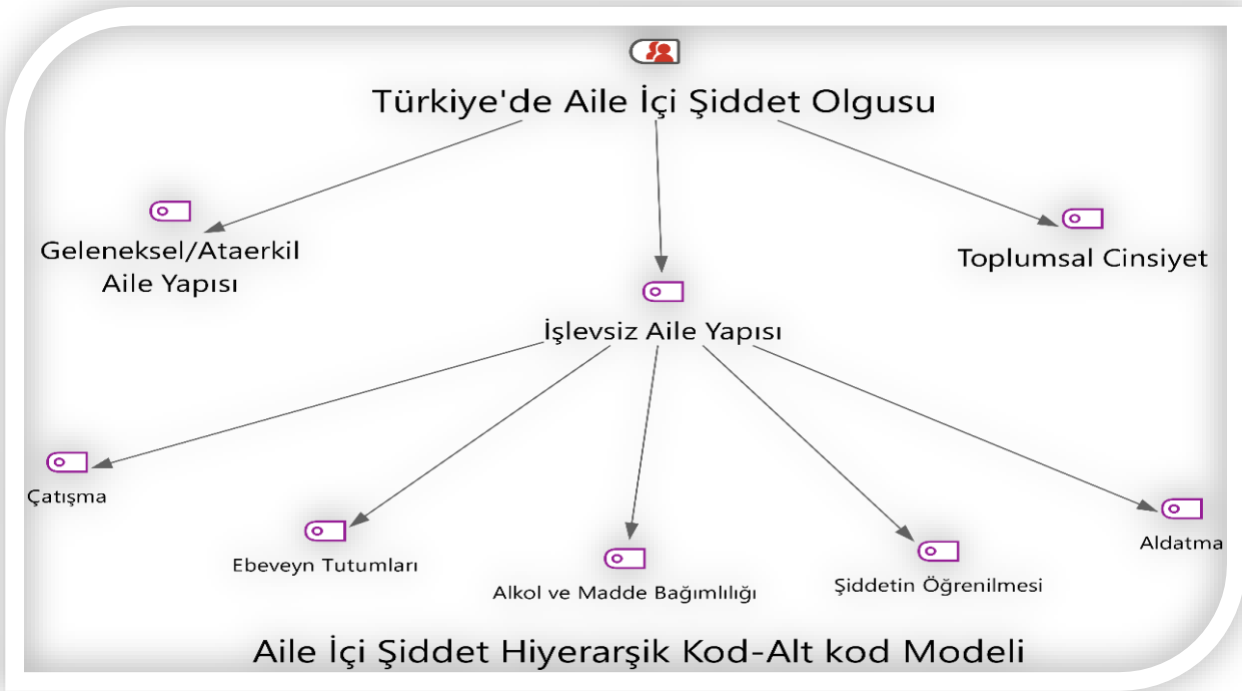 Türkiye'de Aile İçi Şiddet Olgusu
Geleneksel/Ataerkil
Aile Yapısı
Toplumsal Cinsiyet
İşlevsiz Aile Yapısı
Çatışma
Ebeveyn Tutumları
Alkol ve Madde Bağımlılığı
Şiddetin Öğrenilmesi
Aldatma
Aile İçi Şiddet Hiyerarşik Kod-Alt kod Modeli